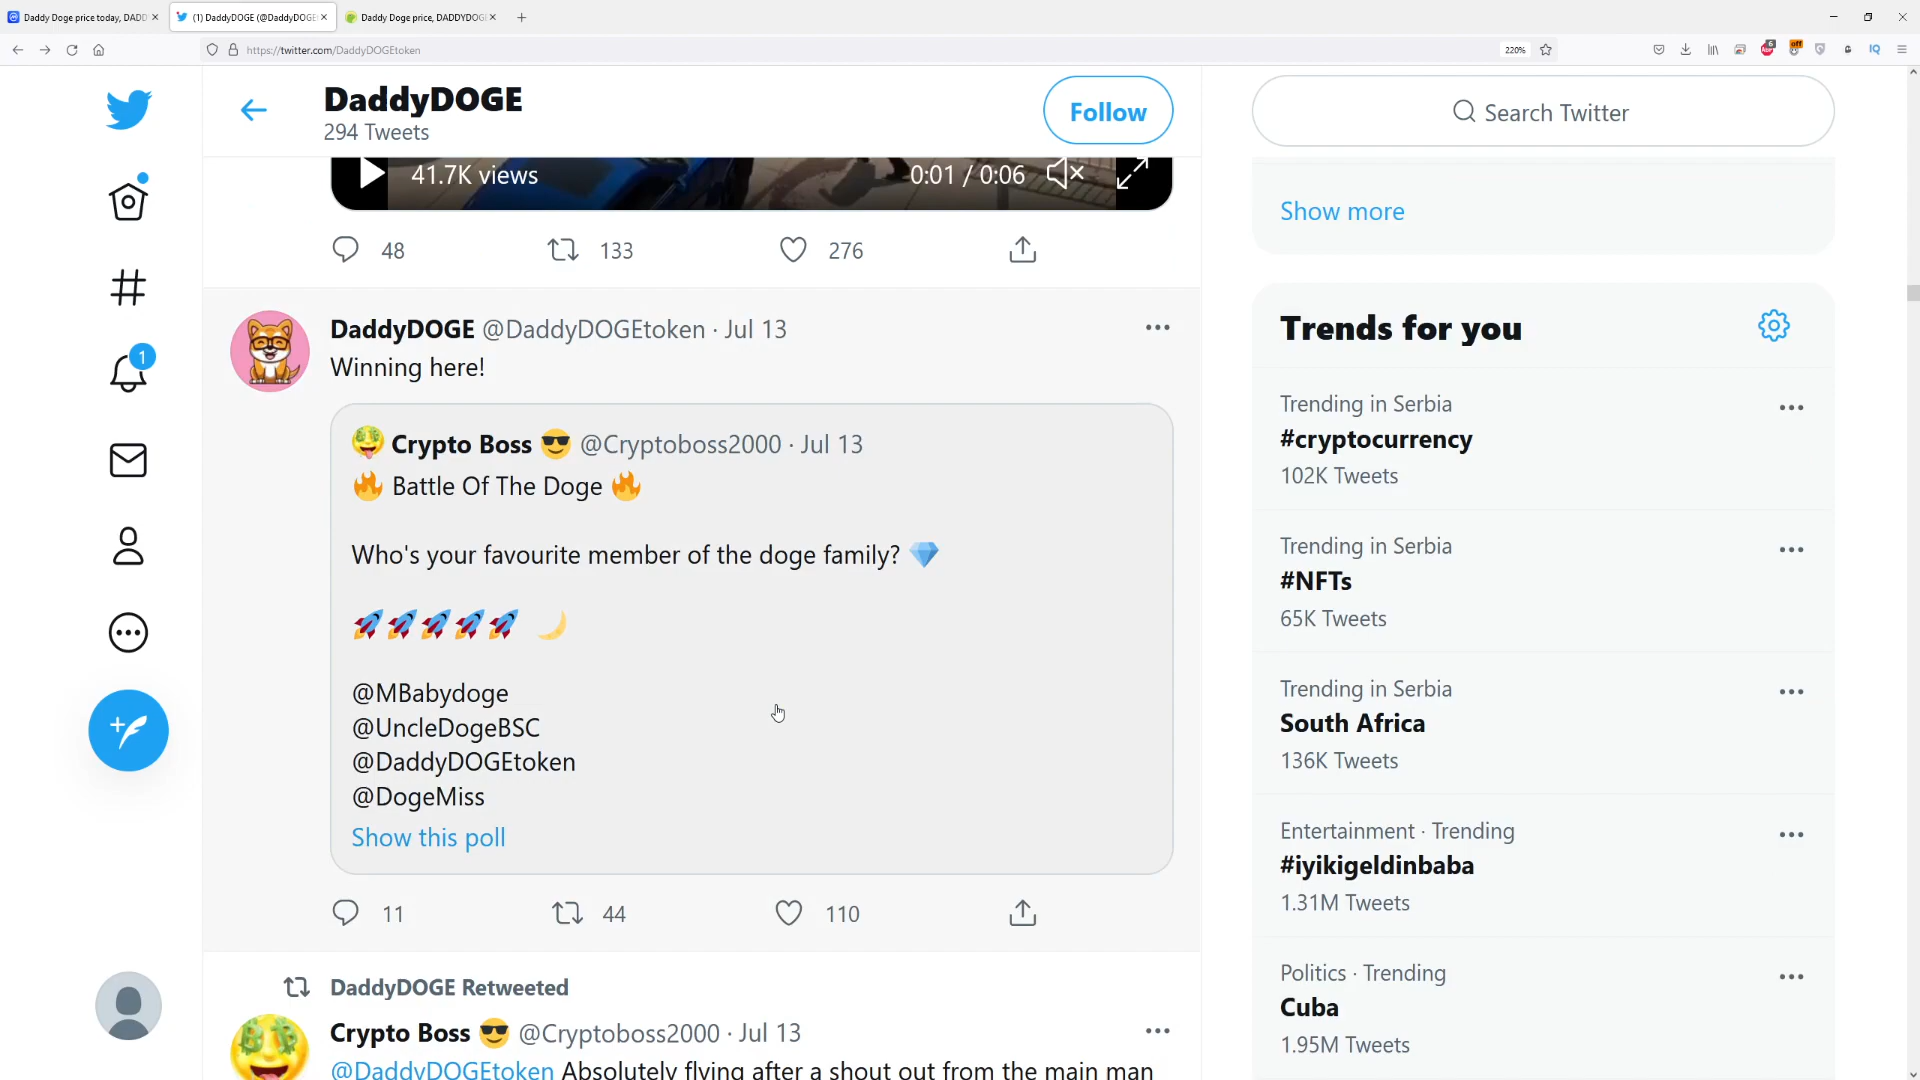 Daddy Doge price today, DADD
(1) DaddyDOGE (@DaddyDOGE
Daddy Doge price, DADDYDOG
https://twitter.com/DaddyDOGEtoken
220%
6
off
IQ
DaddyDOGE
294 Tweets
Follow
Search Twitter
41.7K views
0:01 / 0:06
48
133
276
Show more
DaddyDOGE @DaddyDOGEtoken · Jul 13
Winning here!
Crypto Boss @Cryptoboss2000 · Jul 13
Battle Of The Doge
Who's your favourite member of the doge family?
@MBabydoge
@UncleDogeBSC
@DaddyDOGEtoken
@DogeMiss
Show this poll
11
44
110
DaddyDOGE Retweeted
Crypto Boss @Cryptoboss2000 · Jul 13
@DaddyDOGEtoken Absolutely flying after a shout out from the main man
1
Trends for you
Trending in Serbia
#cryptocurrency
102K Tweets
Trending in Serbia
#NFTs
65K Tweets
Trending in Serbia
South Africa
136K Tweets
Entertainment · Trending
#iyikigeldinbaba
1.31M Tweets
Politics · Trending
Cuba
1.95M Tweets